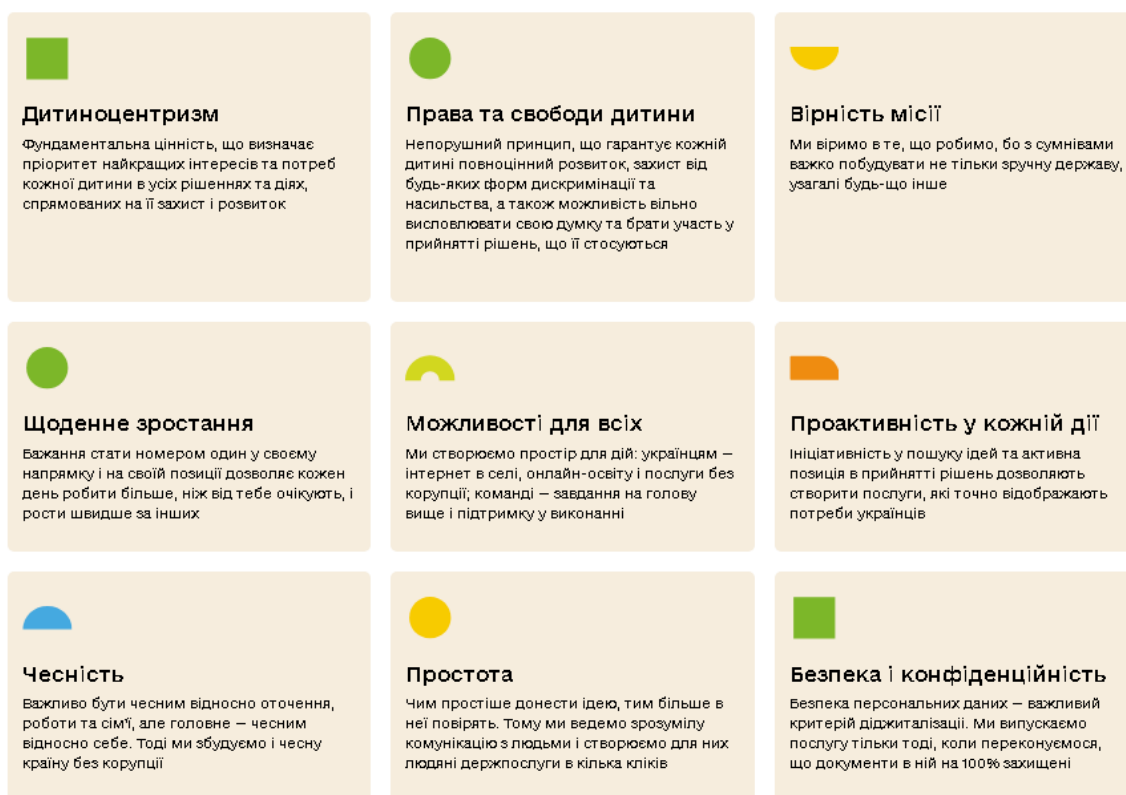 Дитиноцентризм
Фундаментальна цінність, що визначає
пріоритет найкращих інтересів та потреб
кожної дитини в усіх рішеннях та діях,
спрямованих на її захист і розвиток
Права та свободи дитини
Непорушний принцип, що гарантує кожній
дитині повноцінний розвиток, захист від
будь-яких форм дискримінації та
насильства, а також можливість вільно
висловлювати свою думку та брати участь у
прийнятті рішень, що її стосуються
Вірність місії
Ми віримо в те, що робимо, бо з сумнівами
важко побудувати не тільки зручну державу,
узагалі будь-що інше
Щоденне зростання
Бажання стати номером один у своєму
напрямку і на своїй позиції дозволяє кожен
день робити більше, ніж від тебе очікують, і
рости швидше за інших
Можливості для всіх
Ми створюємо простір для дій: українцям —
інтернет в селі, онлайн-освіту і послуги без
корупції; команді — завдання на голову
вище і підтримку у виконанні
Проактивність у кожній дії
Ініціативність у пошуку ідей та активна
позиція в прийнятті рішень дозволяють
створити послуги, які точно відображають
потреби українців
Чесність
Важливо бути чесним відносно оточення,
роботи та сім'ї, але головне — чесним
відносно себе. Тоді ми збудуємо і чесну
країну без корупції
Простота
Чим простіше донести ідею, тим більше в
неї повірять. Тому ми ведемо зрозумілу
комунікацію з людьми і створюємо для них
людяні держпослуги в кілька кліків
Безпека і конфіденційність
Безпека персональних даних — важливий
критерій діджиталізації. Ми випускаємо
послугу тільки тоді, коли переконуємося,
що документи в ній на 100% захищені